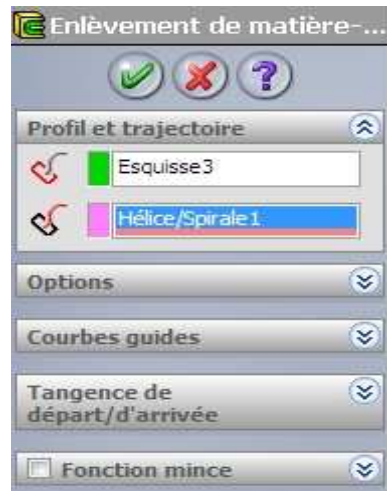 Enlèvement de matière-...
Profil et trajectoire
Esquisse3
Hélice/Spirale1
Options
Courbes guides
Tangence de
départ/d'arrivée
Fonction mince